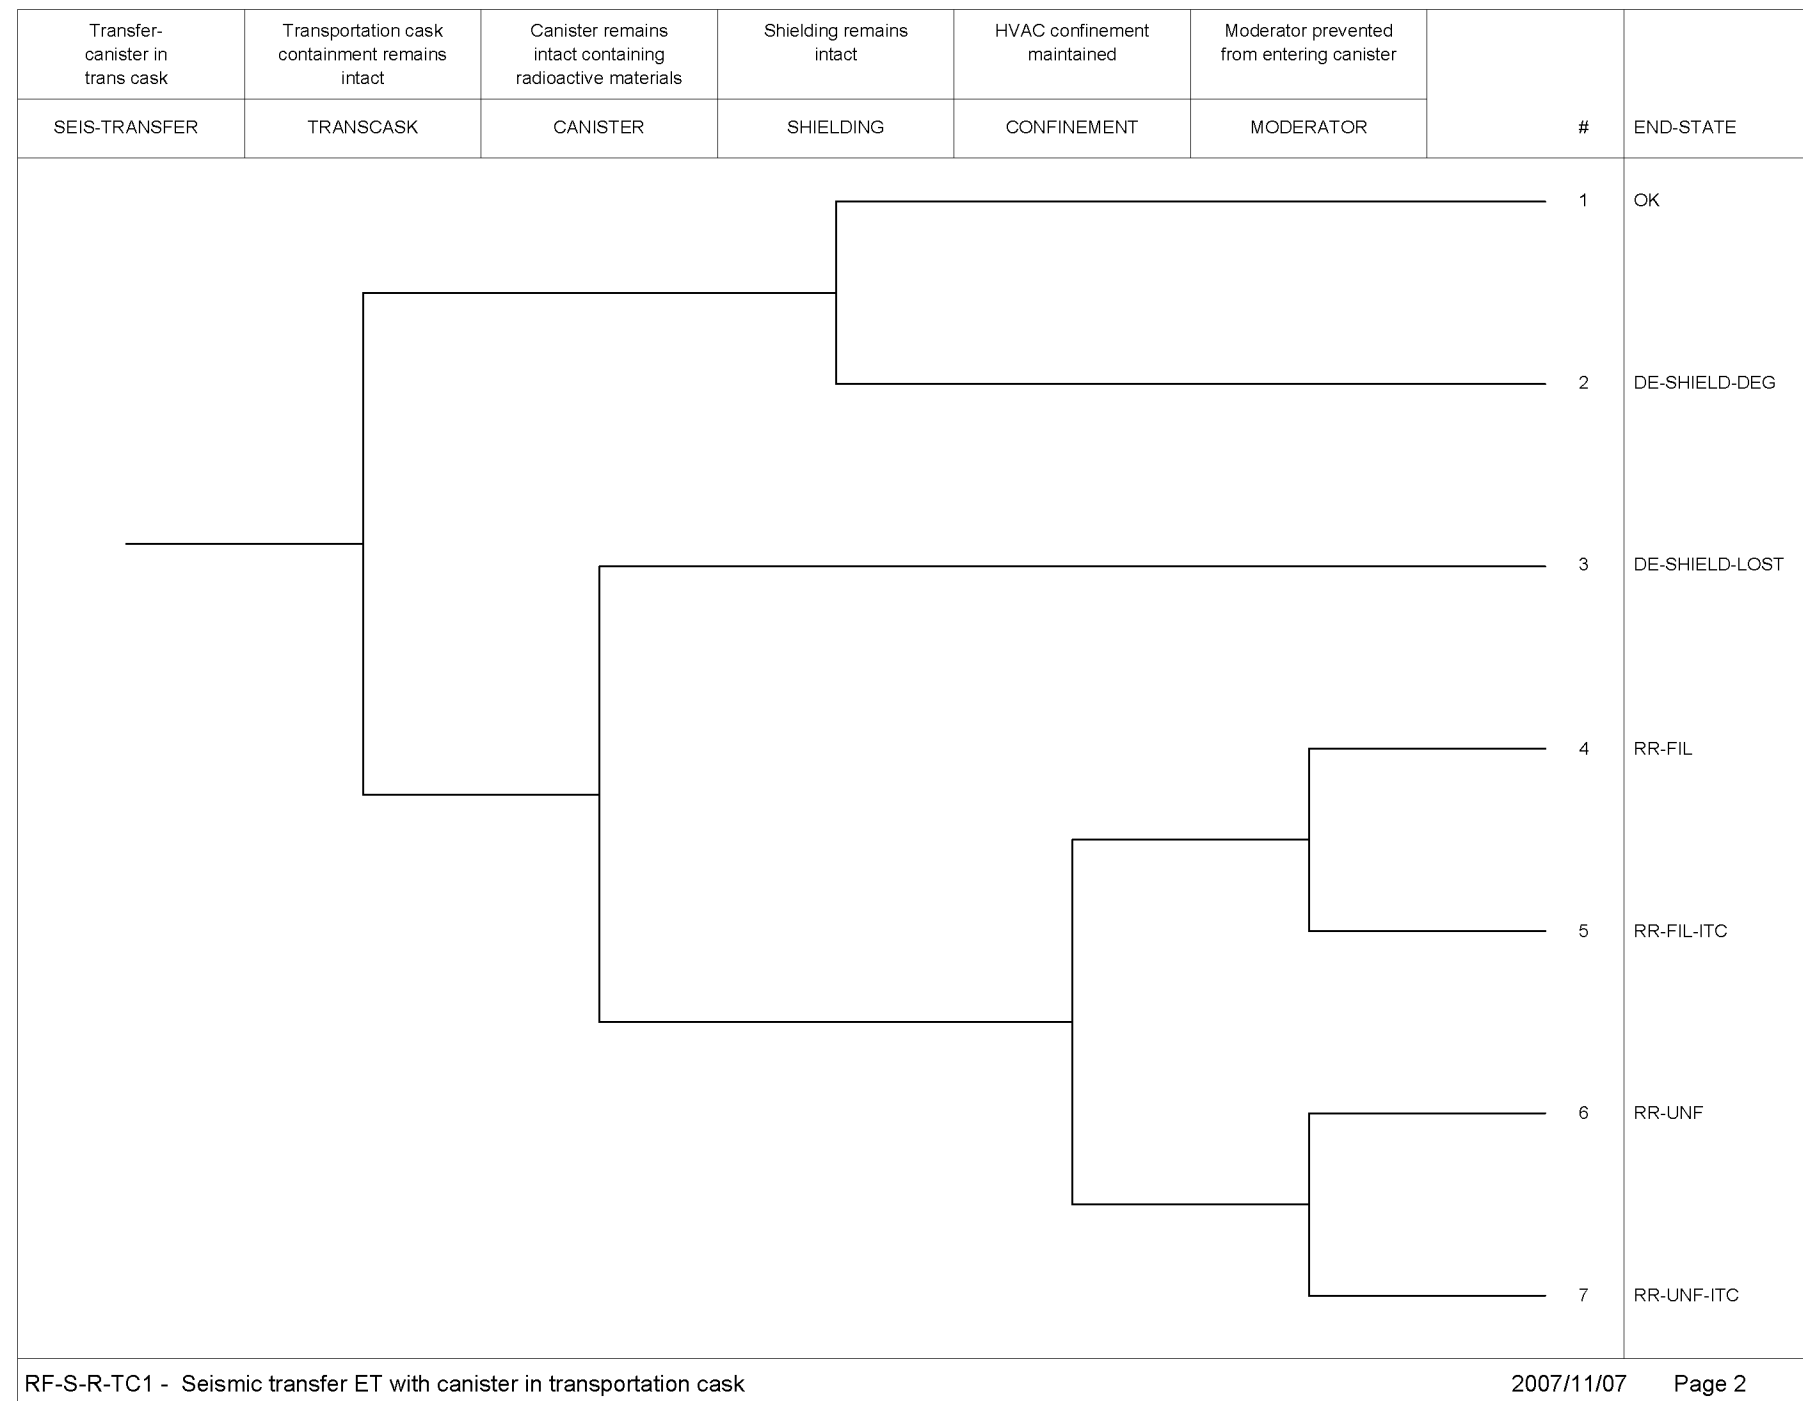 Transfer-
canister in
trans cask
Transportation cask
containment remains
intact
Canister remains
intact containing
radioactive materials
Shielding remains
intact
HVAC confinement
maintained
Moderator prevented
from entering canister
SEIS-TRANSFER
TRANSCASK
CANISTER
SHIELDING
CONFINEMENT
MODERATOR
#
END-STATE
1 OK
2 DE-SHIELD-DEG
3 DE-SHIELD-LOST
4 RR-FIL
5 RR-FIL-ITC
6 RR-UNF
7 RR-UNF-ITC
RF-S-R-TC1 - Seismic transfer ET with canister in transportation cask
2007/11/07 Page 2